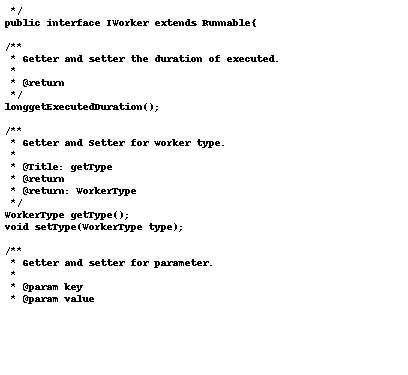 */
public interface IWorker extends Runnable{
/**
* Getter and setter the duration of executed.
*
* @return
*/
longgetExecutedDuration();
/**
* Getter and Setter for worker type.
*
* @Title: getType
* @return
* @return: WorkerType
*/
WorkerType getType();
void setType(WorkerType type);
/**
* Getter and setter for parameter.
*
* @param key
* @param value